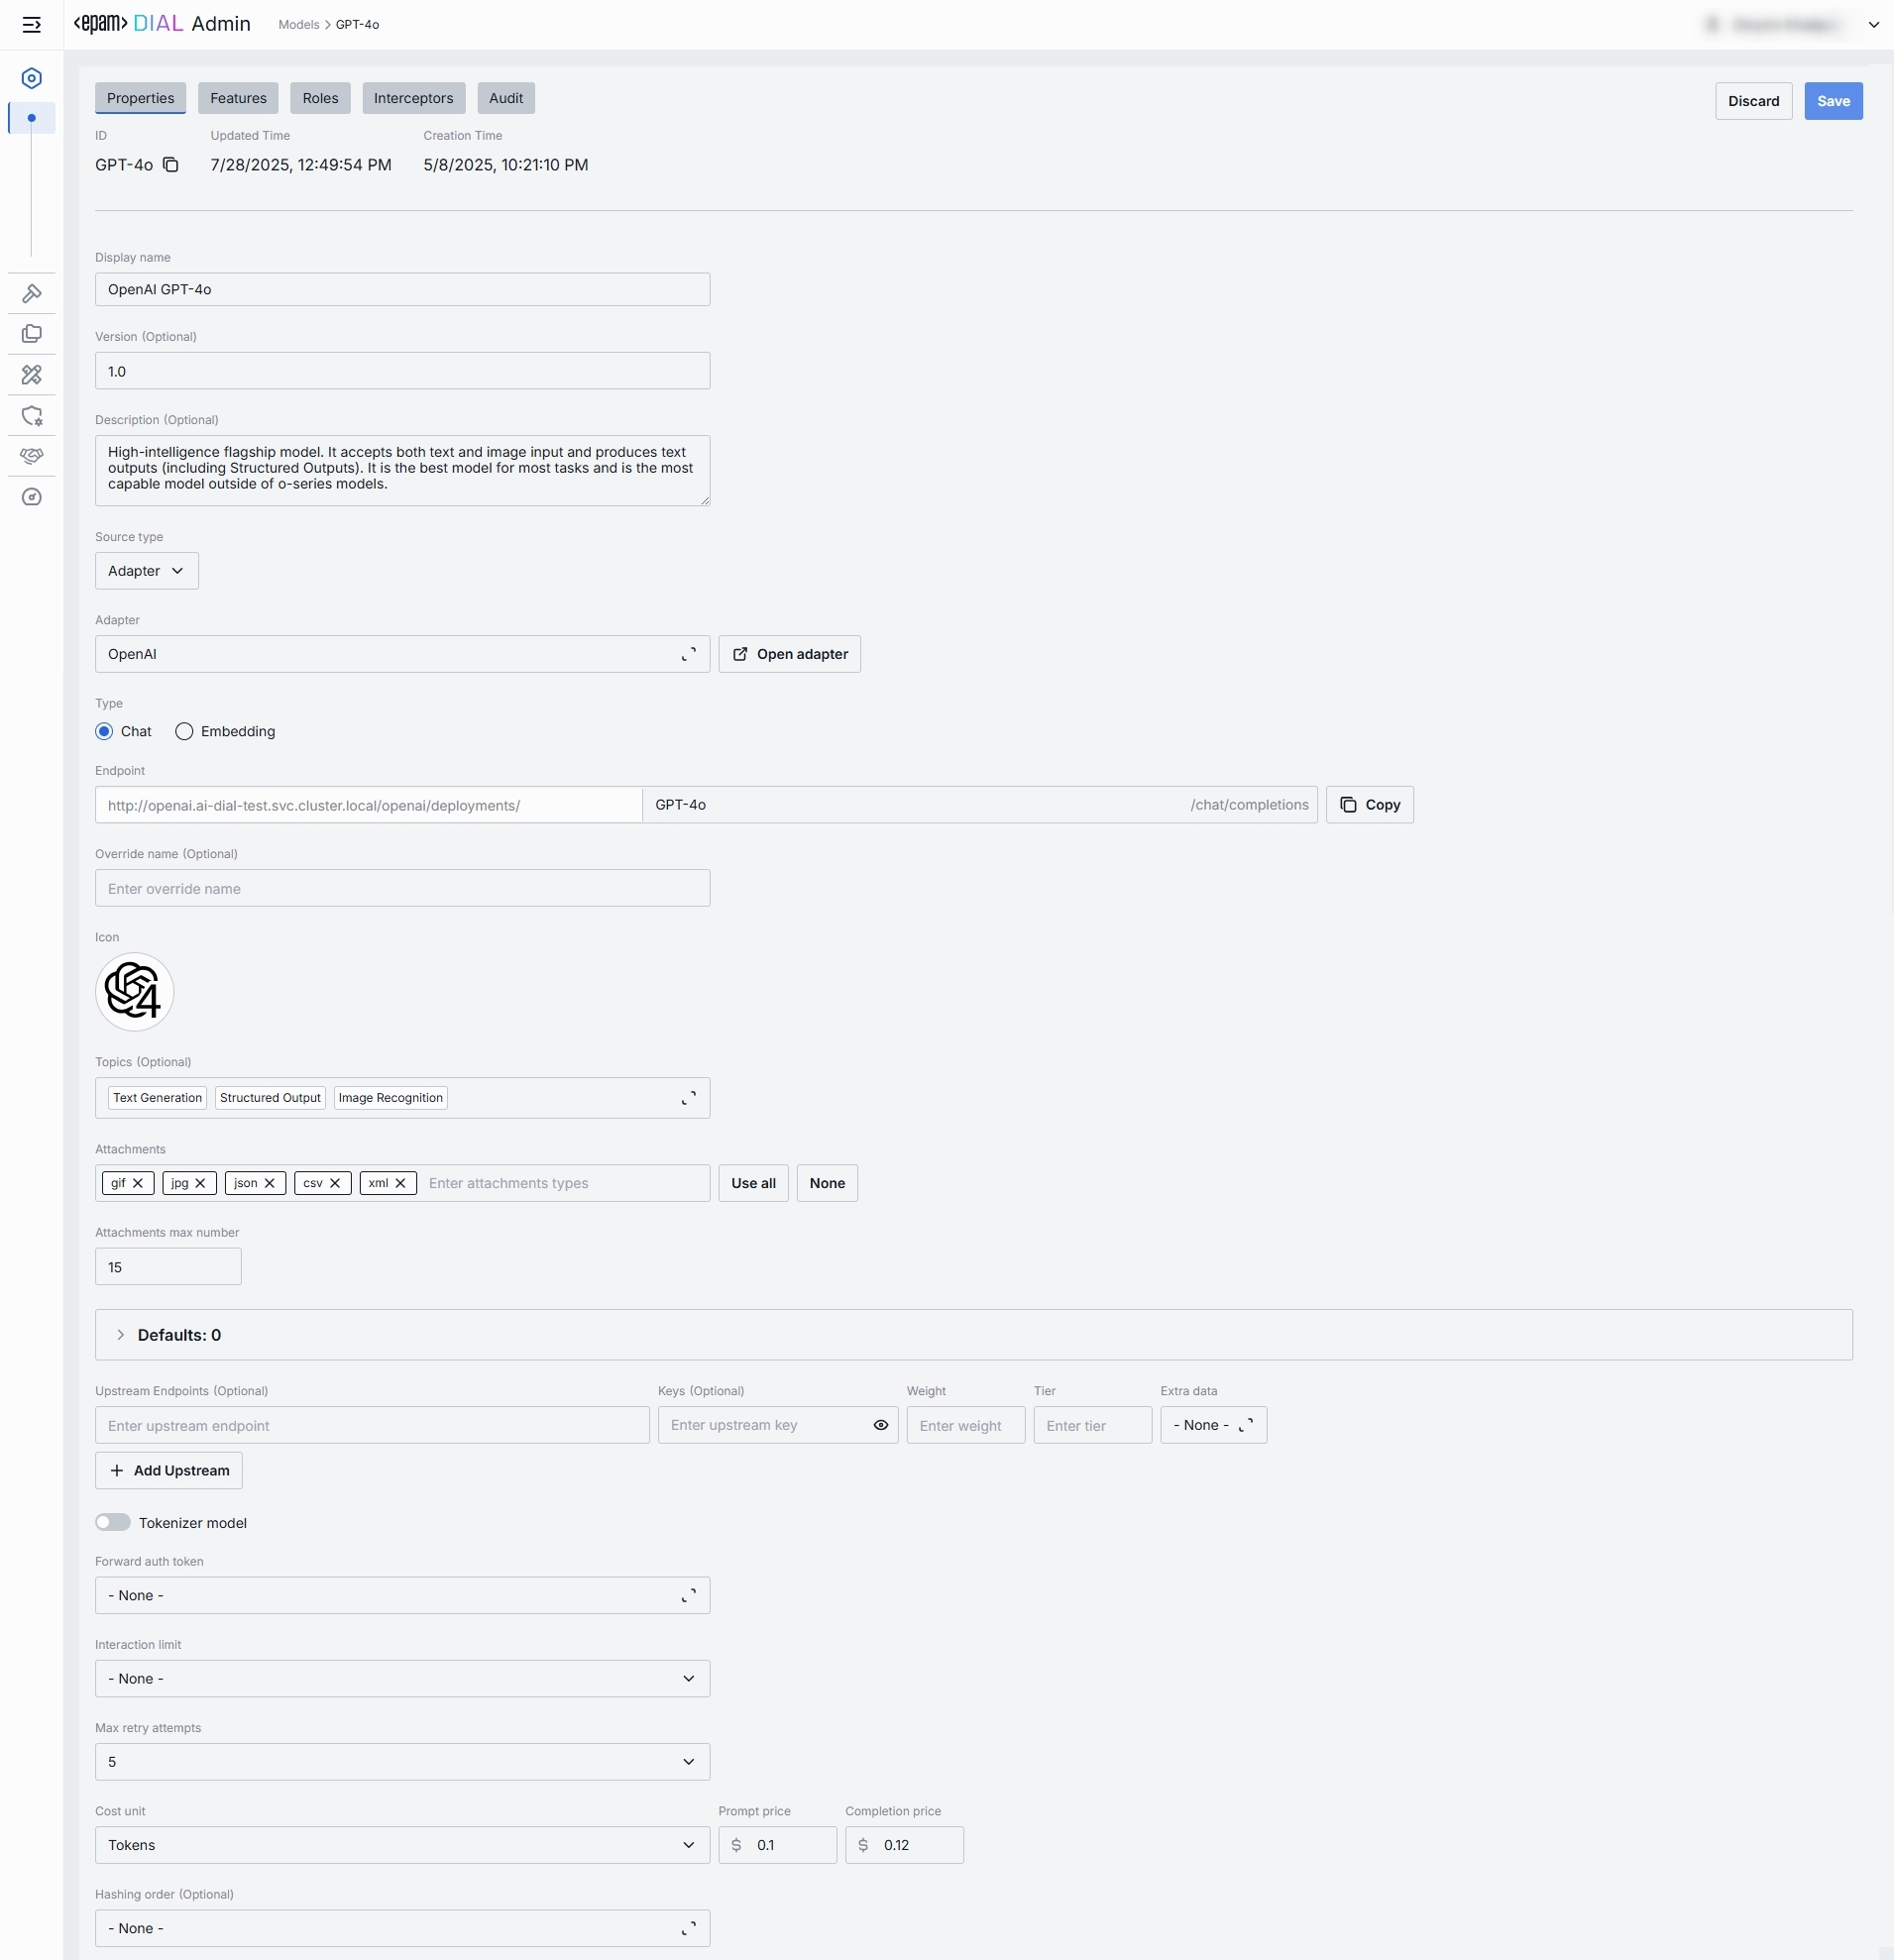 <epam> DIAL Admin Models > GPT-4o
Properties Features Roles Interceptors Audit Discard Save
ID Updated Time Creation Time
GPT-4o 7/28/2025, 12:49:54 PM 5/8/2025, 10:21:10 PM
Display name
OpenAI GPT-4o
Version (Optional)
1.0
Description (Optional)
High-intelligence flagship model. It accepts both text and image input and produces text
outputs (including Structured Outputs). It is the best model for most tasks and is the most
capable model outside of o-series models.
Source type
Adapter
Adapter
OpenAI Open adapter
Type
Chat Embedding
Endpoint
http://openai.ai-dial-test.svc.cluster.local/openai/deployments/ GPT-4o /chat/completions Copy
Override name (Optional)
Enter override name
Icon
4
Topics (Optional)
Text Generation Structured Output Image Recognition
Attachments
gif jpg json csv xml Enter attachments types Use all None
Attachments max number
15
Defaults: 0
Upstream Endpoints (Optional) Keys (Optional) Weight Tier Extra data
Enter upstream endpoint Enter upstream key Enter weight Enter tier - None -
+ Add Upstream
Tokenizer model
Forward auth token
- None -
Interaction limit
- None -
Max retry attempts
5
Cost unit Prompt price Completion price
Tokens $ 0.1 $ 0.12
Hashing order (Optional)
- None -